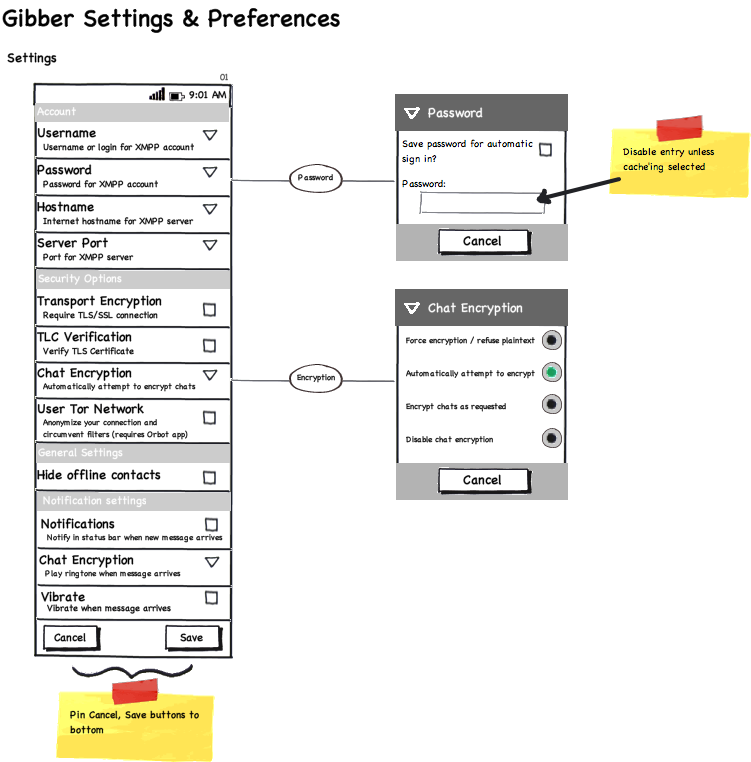 Gibber Settings & Preferences
Settings
01
9:01 AM
Account
Username
Username or login for XMPP account
Password
Password for XMPP account
Hostname
Internet hostname for XMPP server
Server Port
Port for XMPP server
Security Options
Transport Encryption
Require TLS/SSL connection
TLC Verification
Verify TLS Certificate
Chat Encryption
Automatically attempt to encrypt chats
User Tor Network
Anonymize your connection and
circumvent filters (requires Orbot app)
General Settings
Hide offline contacts
Notification settings
Notifications
Notify in status bar when new message arrives
Chat Encryption
Play ringtone when message arrives
Vibrate
Vibrate when message arrives
Cancel
Save
Pin Cancel, Save buttons to
bottom
Password
Password
Save password for automatic
sign in?
Password:
Cancel
Disable entry unless
cache'ing selected
Encryption
Chat Encryption
Force encryption / refuse plaintext
Automatically attempt to encrypt
Encrypt chats as requested
Disable chat encryption
Cancel